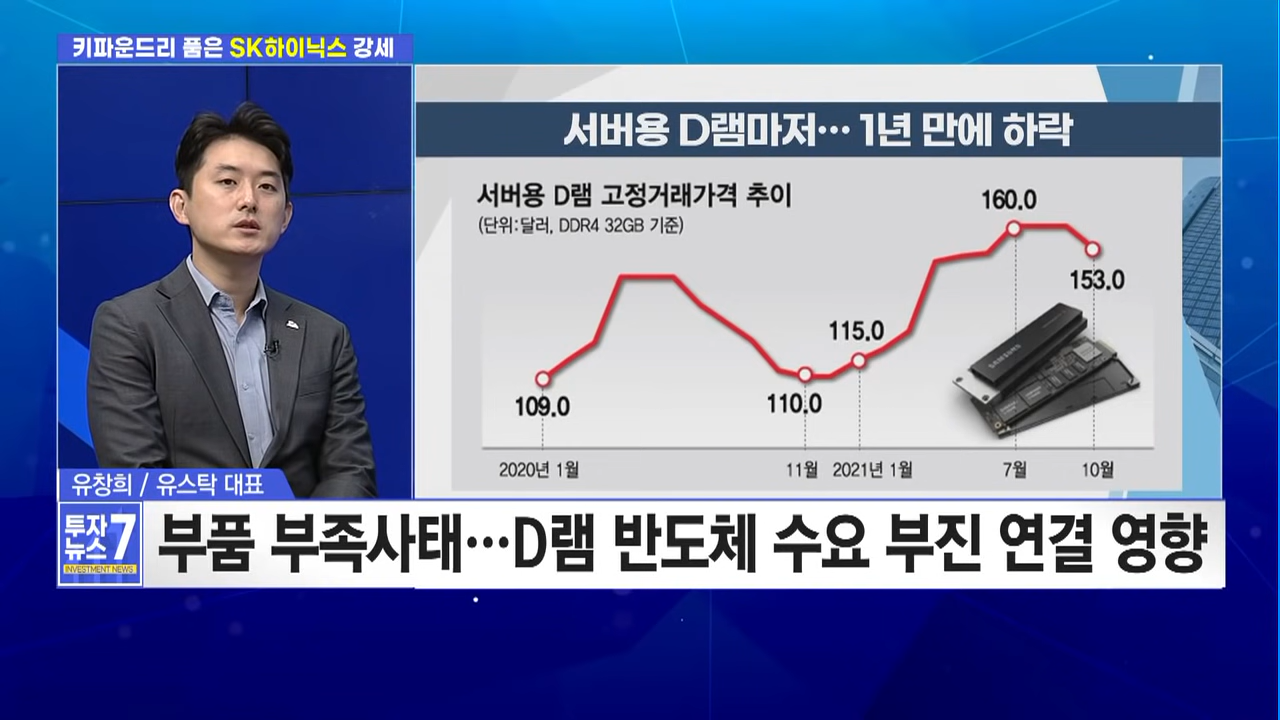 키파운드리 품은 SK하이닉스 강세
서버용 D램마저… 1년 만에 하락
서버용 D램 고정거래가격 추이
(단위:달러, DDR4 32GB 기준)
160.0
153.0
115.0
109.0
110.0
SAMSUNG
2020년 1월
11월
2021년 1월
7월
10월
유창희 / 유스탁 대표
투자
뉴스7
INVESTMENT NEWS
부품 부족사태…D램 반도체 수요 부진 연결 영향